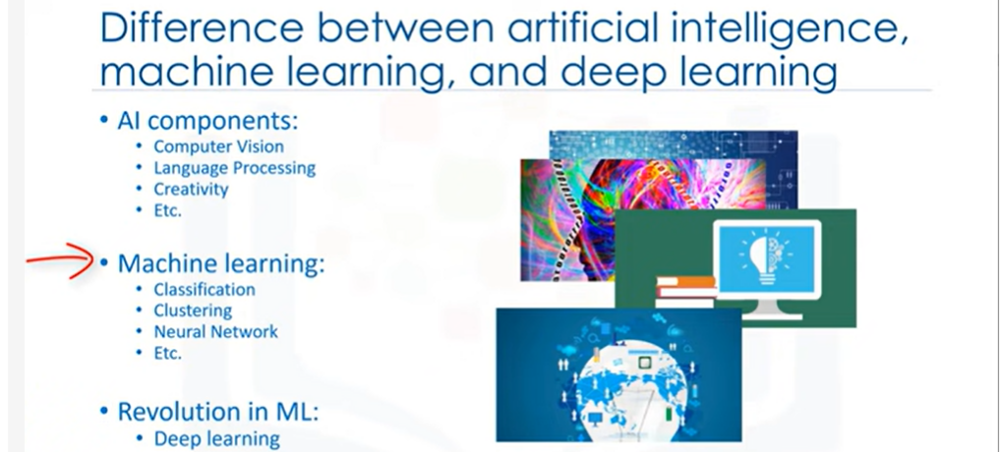 Difference between artificial intelligence,
machine learning, and deep learning
• AI components:
• Computer Vision
• Language Processing
• Creativity
• Etc.
• Machine learning:
• Classification
• Clustering
• Neural Network
• Etc.
• Revolution in ML:
• Deep learning